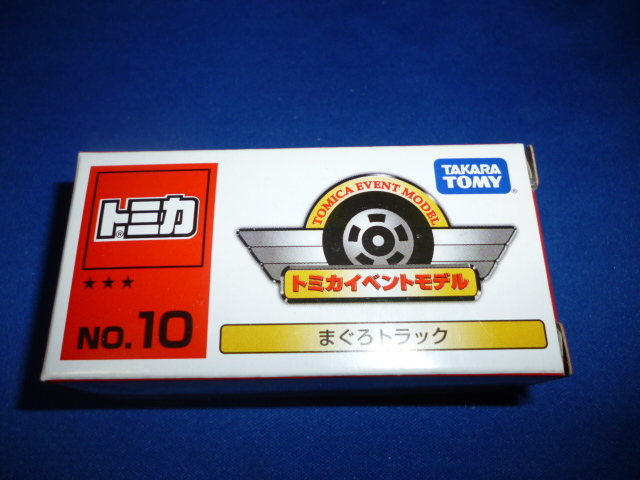 トミカ
®
★★★
NO.10
TOMICA EVENT MODEL
トミカイベントモデル
まぐろトラック
TAKARA
TOMY
®